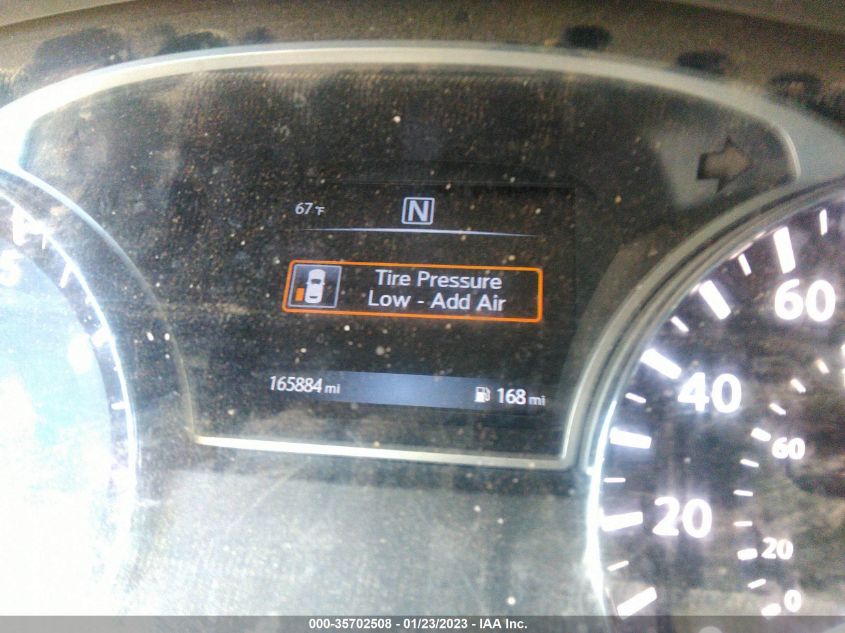 67°F N
Tire Pressure
Low - Add Air
165884 mi 168 mi
60
40
20
60
20
0
000-35702508 - 01/23/2023 - IAA Inc.